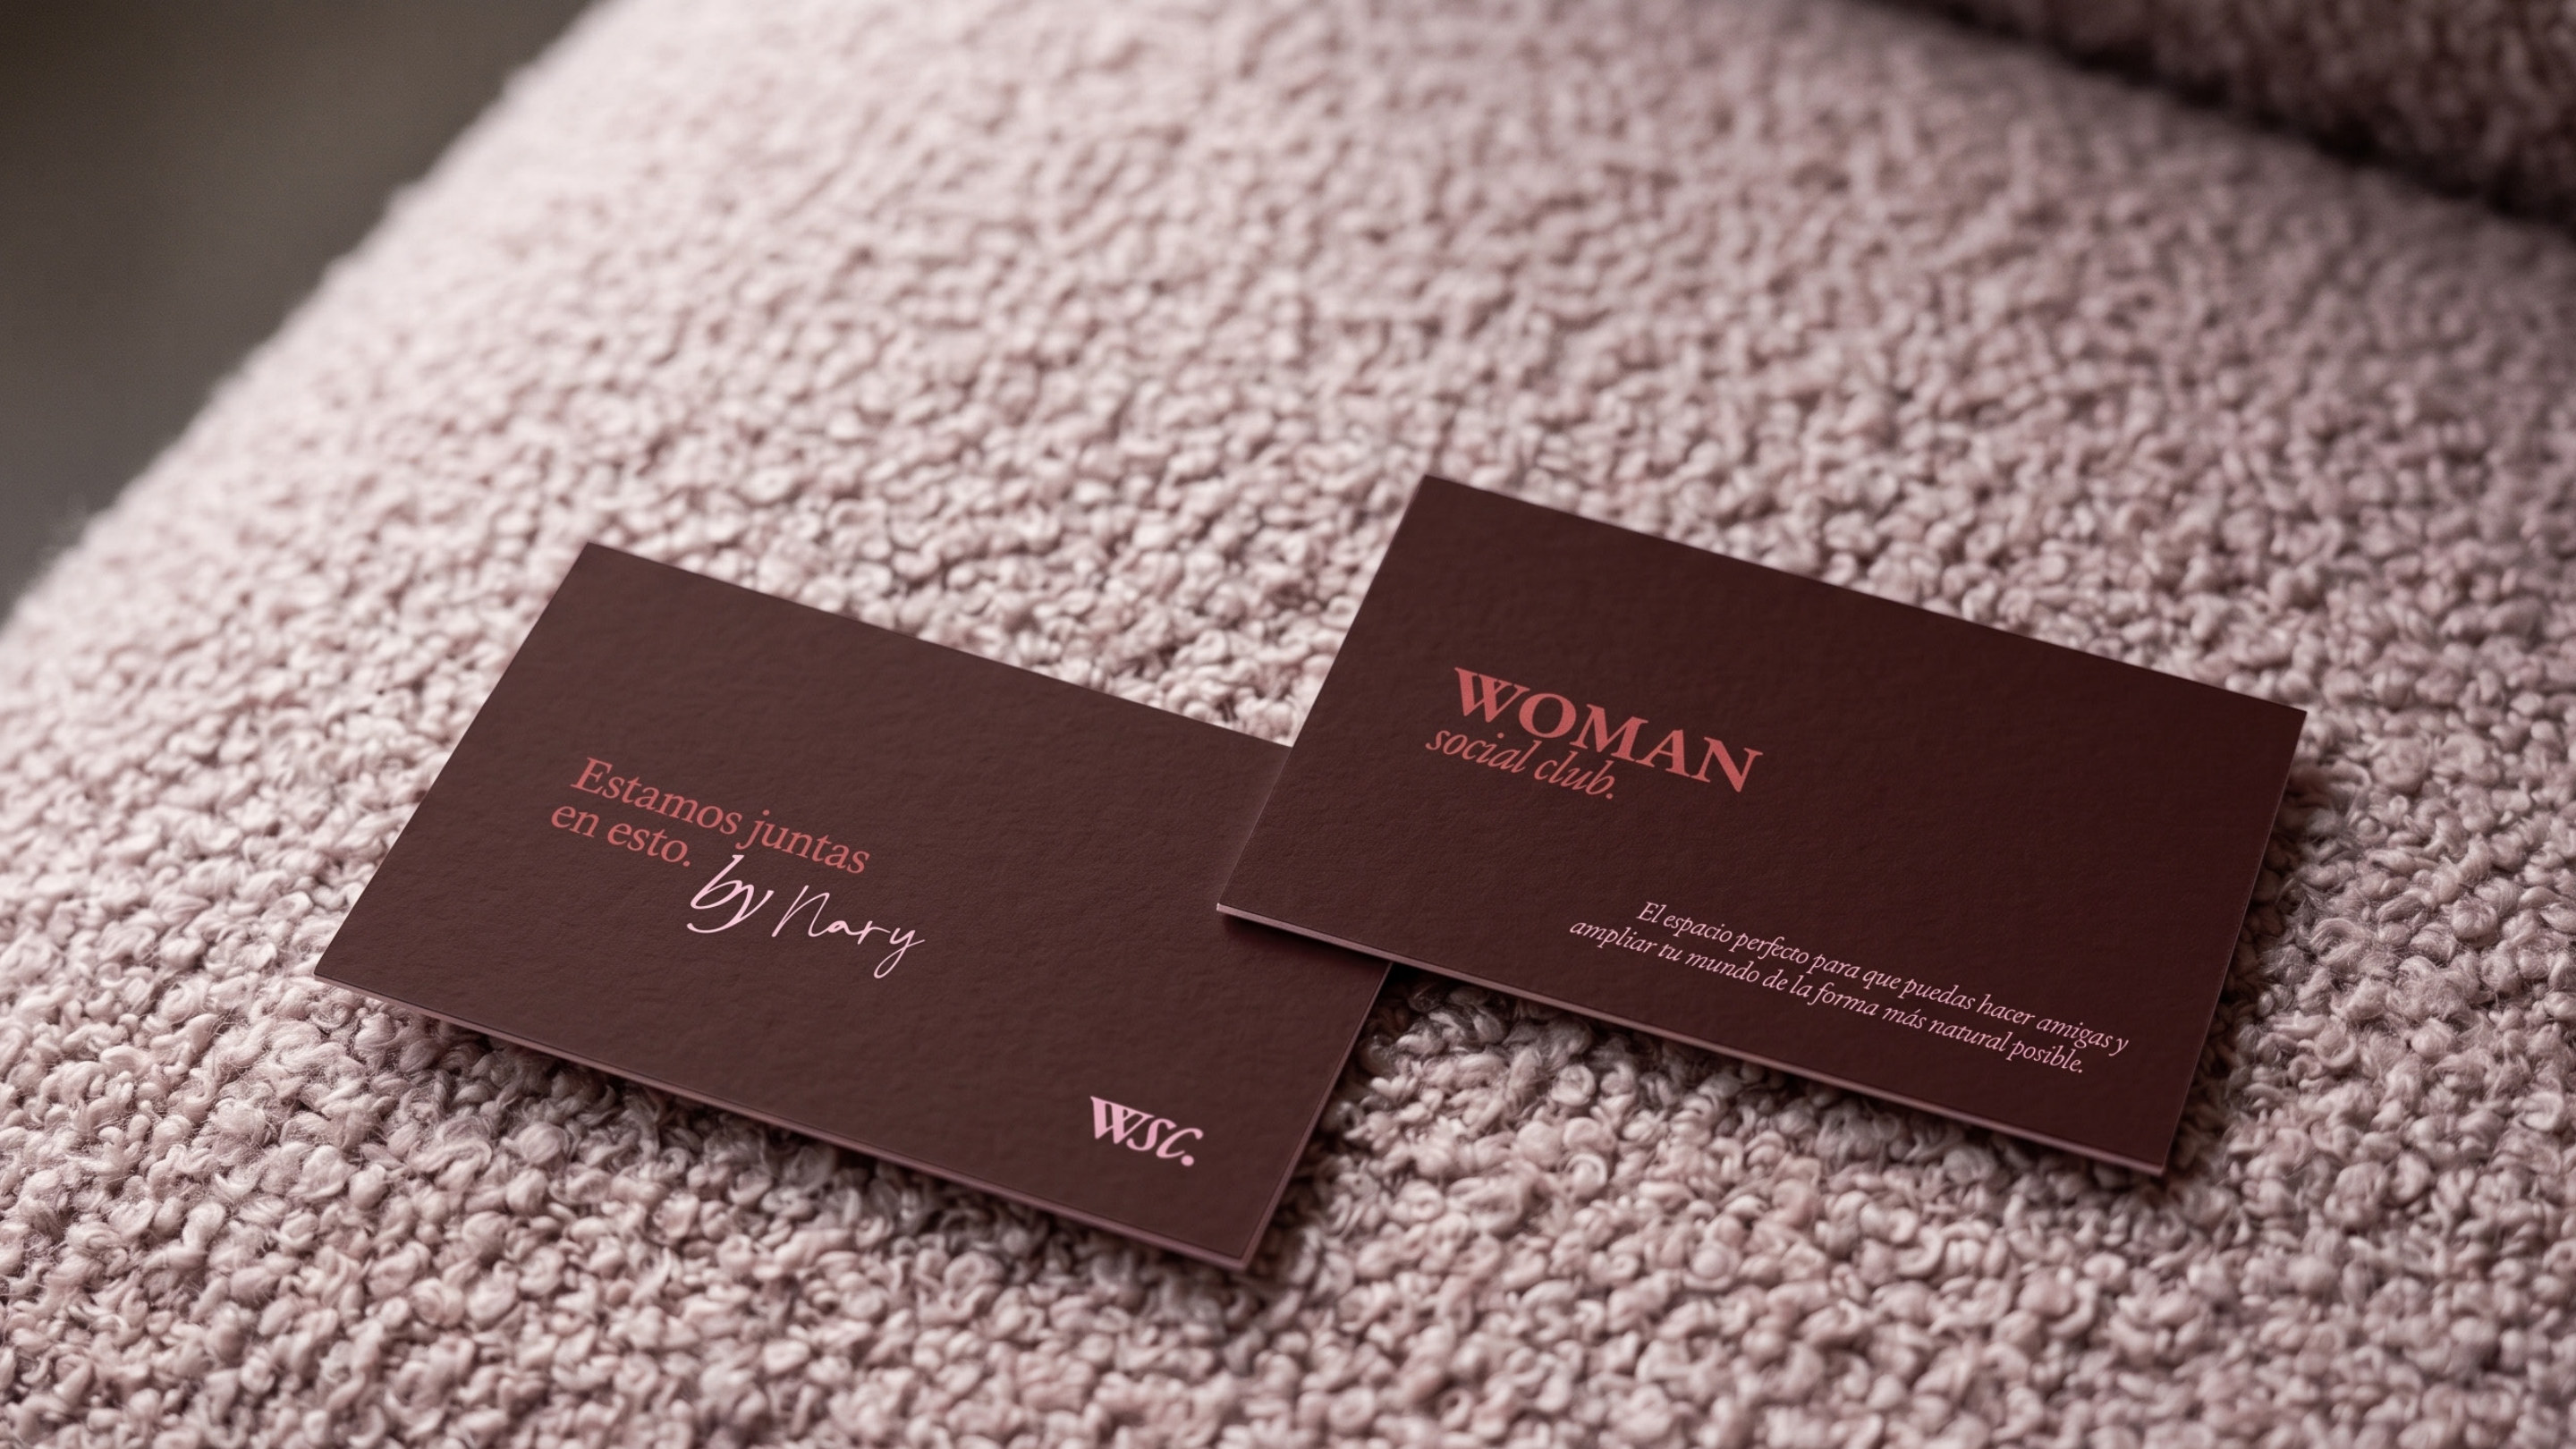 Estamos juntas
en esto.
by Nary
WSC.
WOMAN
social club.
El espacio perfecto para que puedas hacer amigas y
ampliar tu mundo de la forma más natural posible.